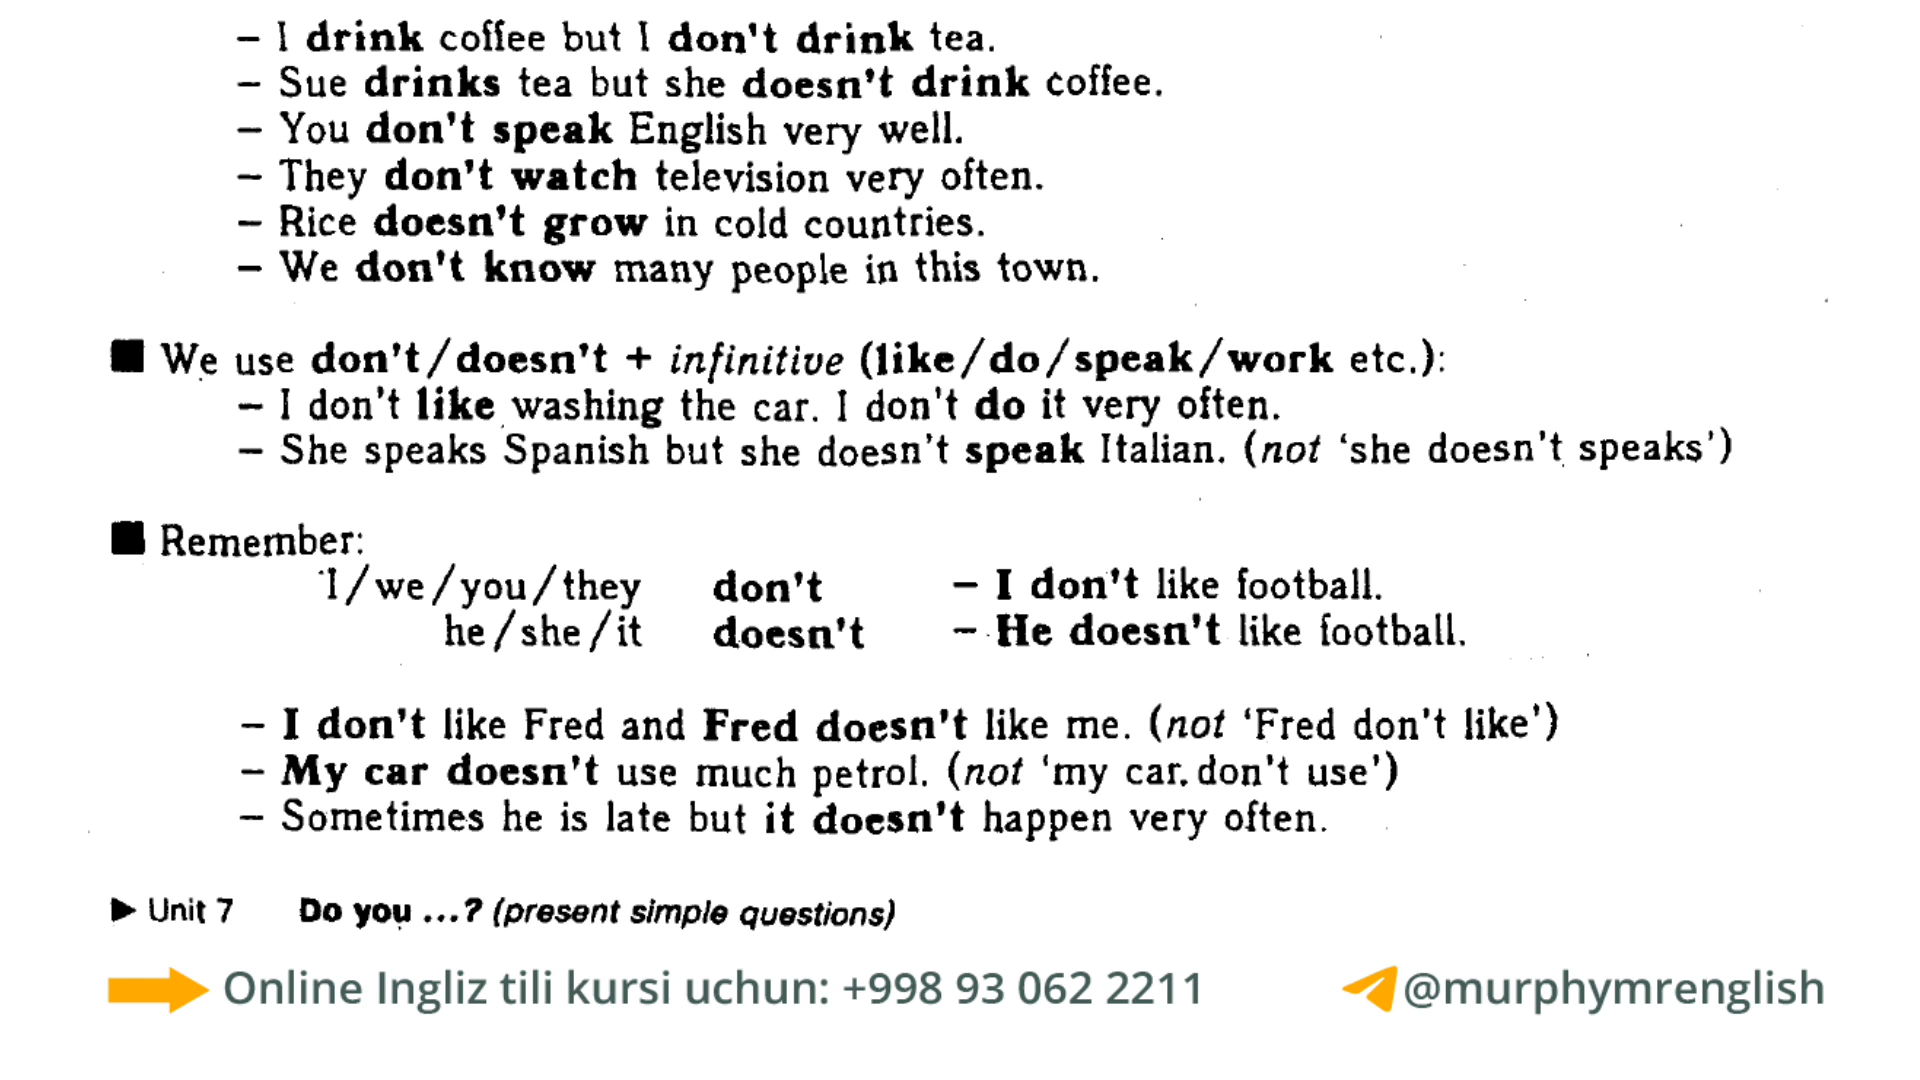 – I drink coffee but I don't drink tea.
– Sue drinks tea but she doesn't drink coffee.
– You don't speak English very well.
– They don't watch television very often.
– Rice doesn't grow in cold countries.
– We don't know many people in this town.
■ We use don't/doesn't + infinitive (like/do/speak/work etc.):
– I don't like washing the car. I don't do it very often.
– She speaks Spanish but she doesn't speak Italian. (not ‘she doesn't speaks’)
■ Remember:
I/we/you/they don't – I don't like football.
he/she/it doesn't – He doesn't like football.
– I don't like Fred and Fred doesn't like me. (not ‘Fred don't like’)
– My car doesn't use much petrol. (not ‘my car don't use’)
– Sometimes he is late but it doesn't happen very often.
▶ Unit 7 Do you ...? (present simple questions)
Online Ingliz tili kursi uchun: +998 93 062 2211 @murphymrenglish